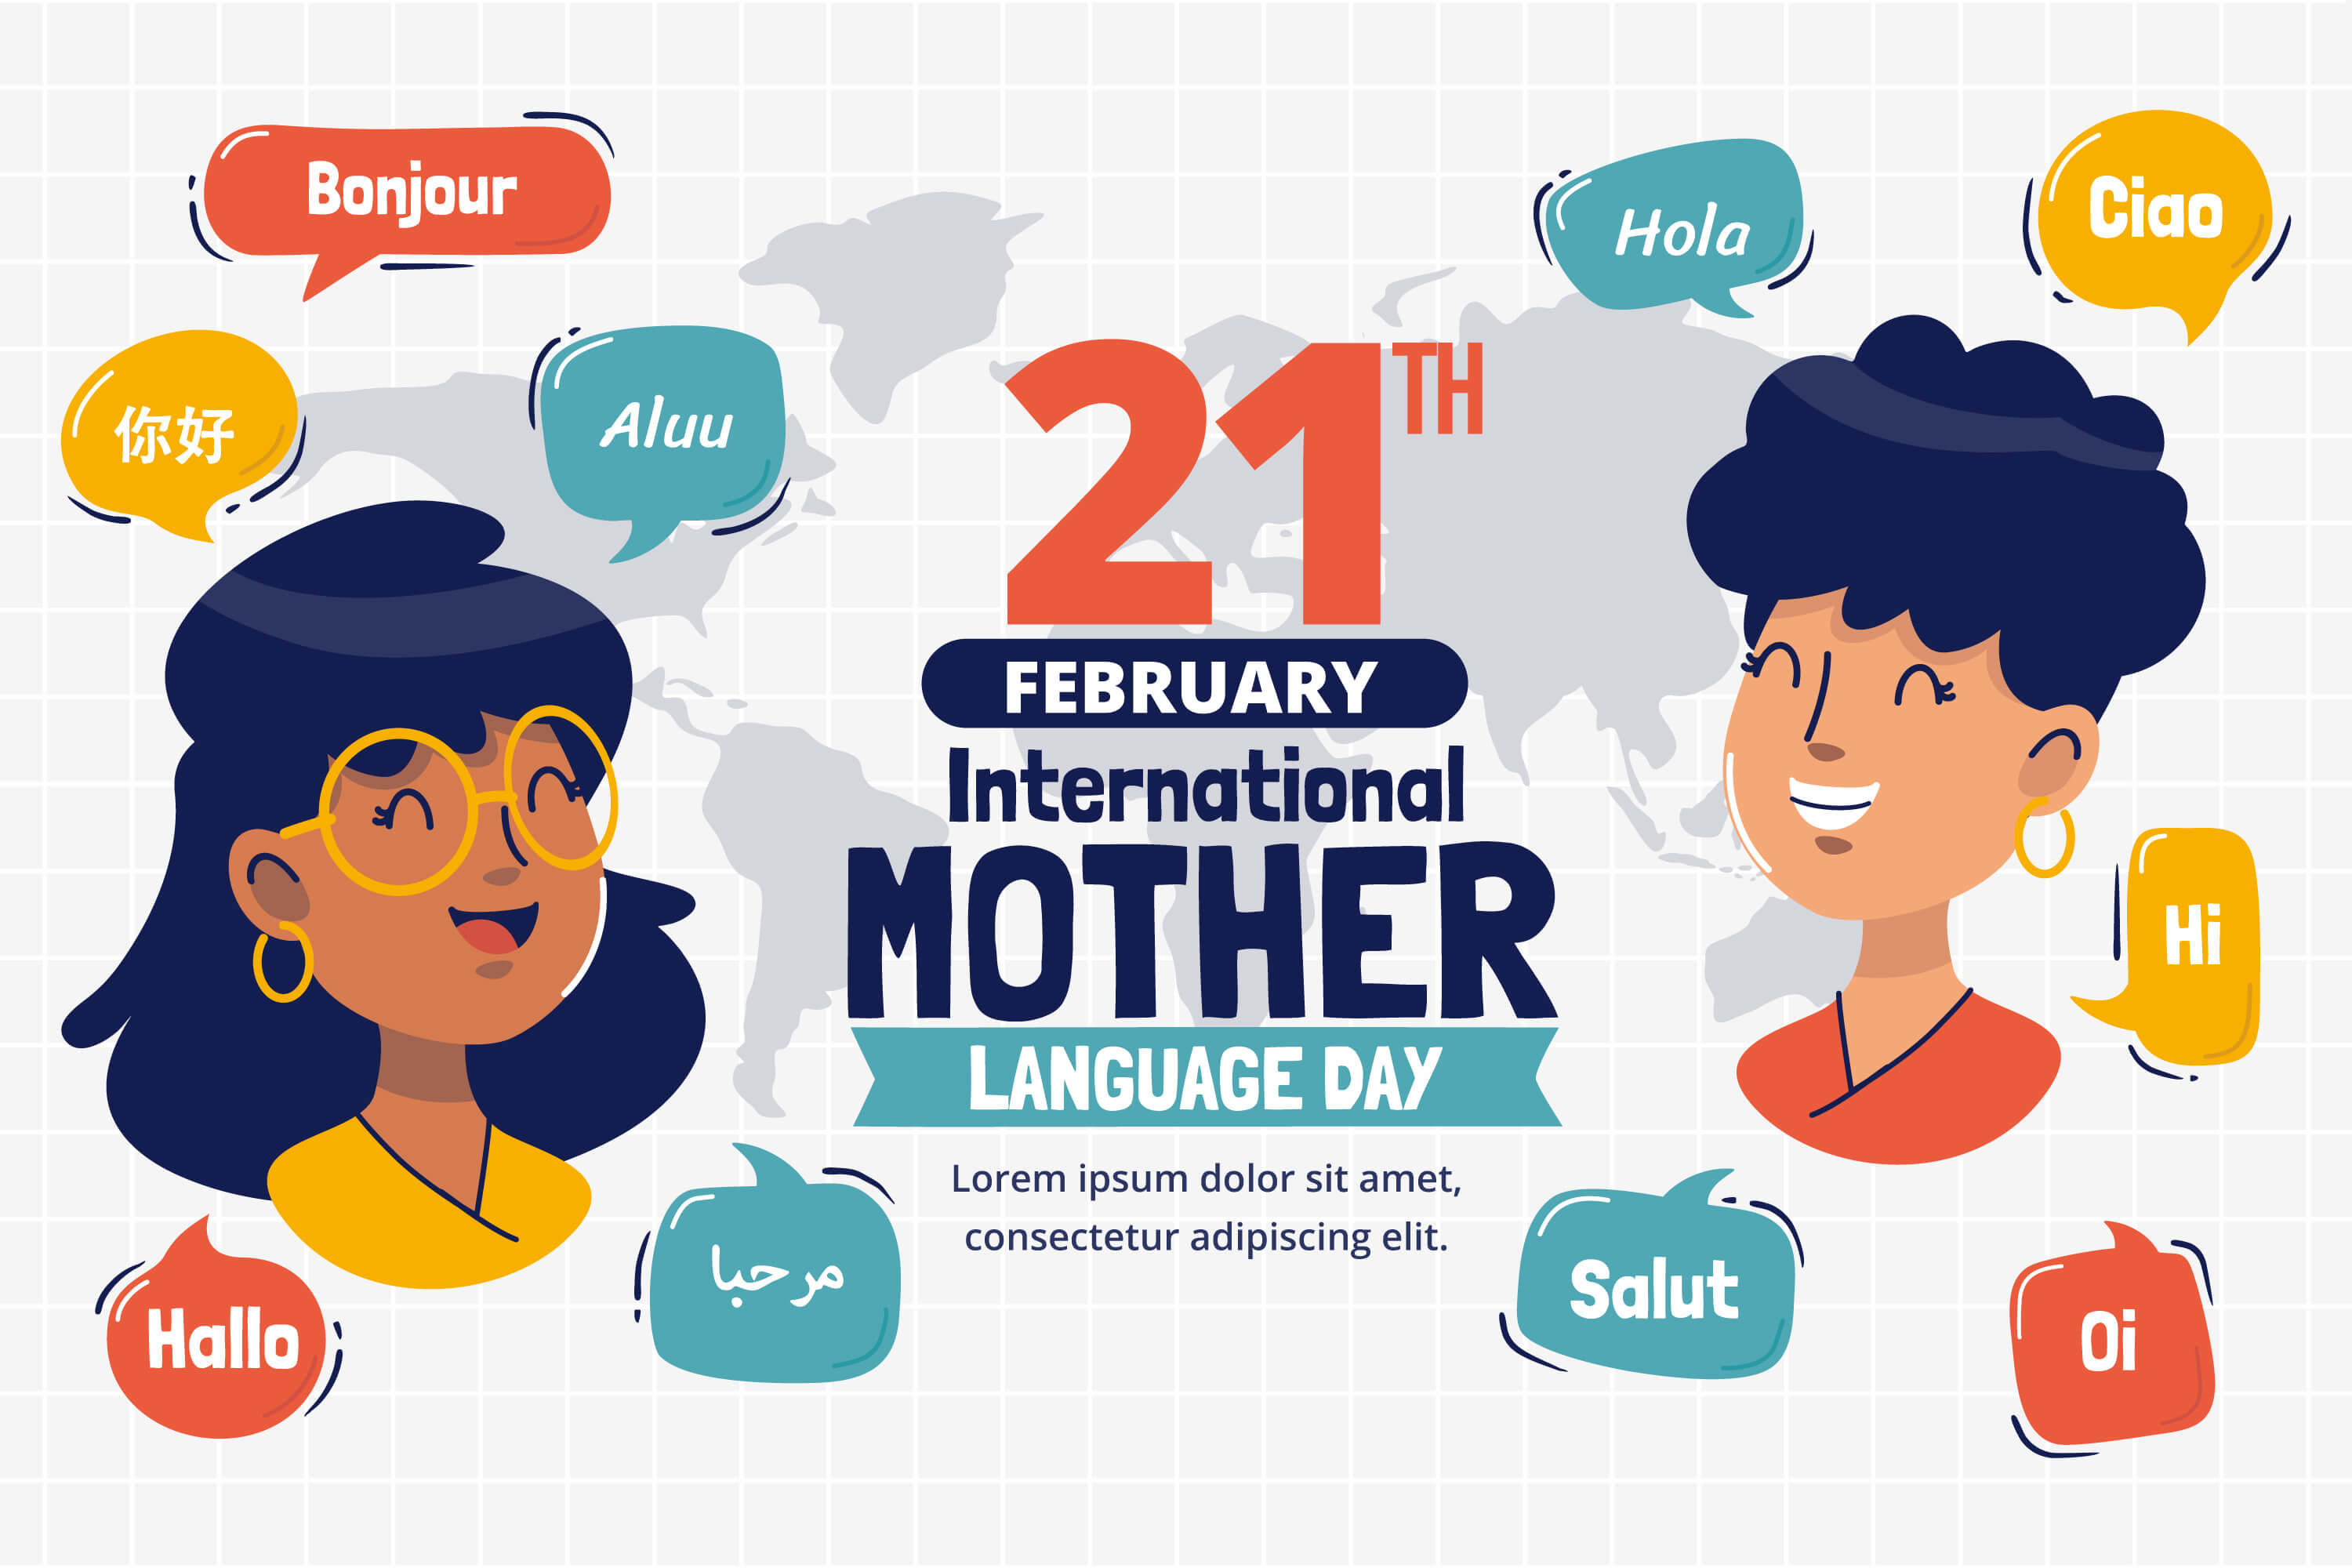 Bonjour
Hola
Ciao
你好
Aluu
21TH
FEBRUARY
International
MOTHER
LANGUAGE DAY
Hi
Lorem ipsum dolor sit amet,
consectetur adipiscing elit.
Hallo
مرحبا
Salut
Oi